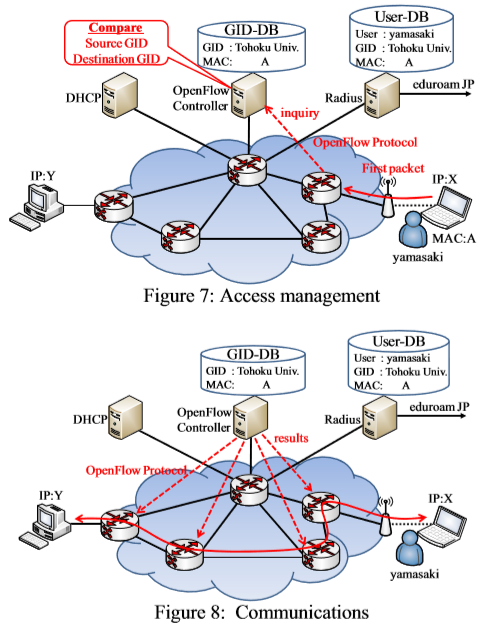 Compare
Source GID
Destination GID
GID-DB
GID : Tohoku Univ.
MAC: A
User-DB
User : yamasaki
GID : Tohoku Univ.
MAC: A
DHCP
OpenFlow
Controller
Radius
eduroam JP
inquiry
OpenFlow Protocol
First packet
IP:Y
IP:X
MAC:A
yamasaki
Figure 7: Access management
GID-DB
GID : Tohoku Univ.
MAC: A
User-DB
User : yamasaki
GID : Tohoku Univ.
MAC: A
DHCP
OpenFlow
Controller
Radius
eduroam JP
results
OpenFlow Protocol
IP:Y
IP:X
yamasaki
Figure 8: Communications